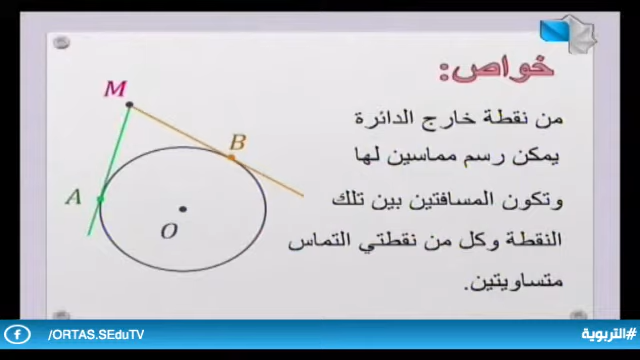 خواص:
من نقطة خارج الدائرة
يمكن رسم مماسين لها
وتكون المسافتين بين تلك
النقطة وكل من نقطتي التماس
متساويتين.
M
B
A
O
/ORTAS.SEduTV
#التربوية